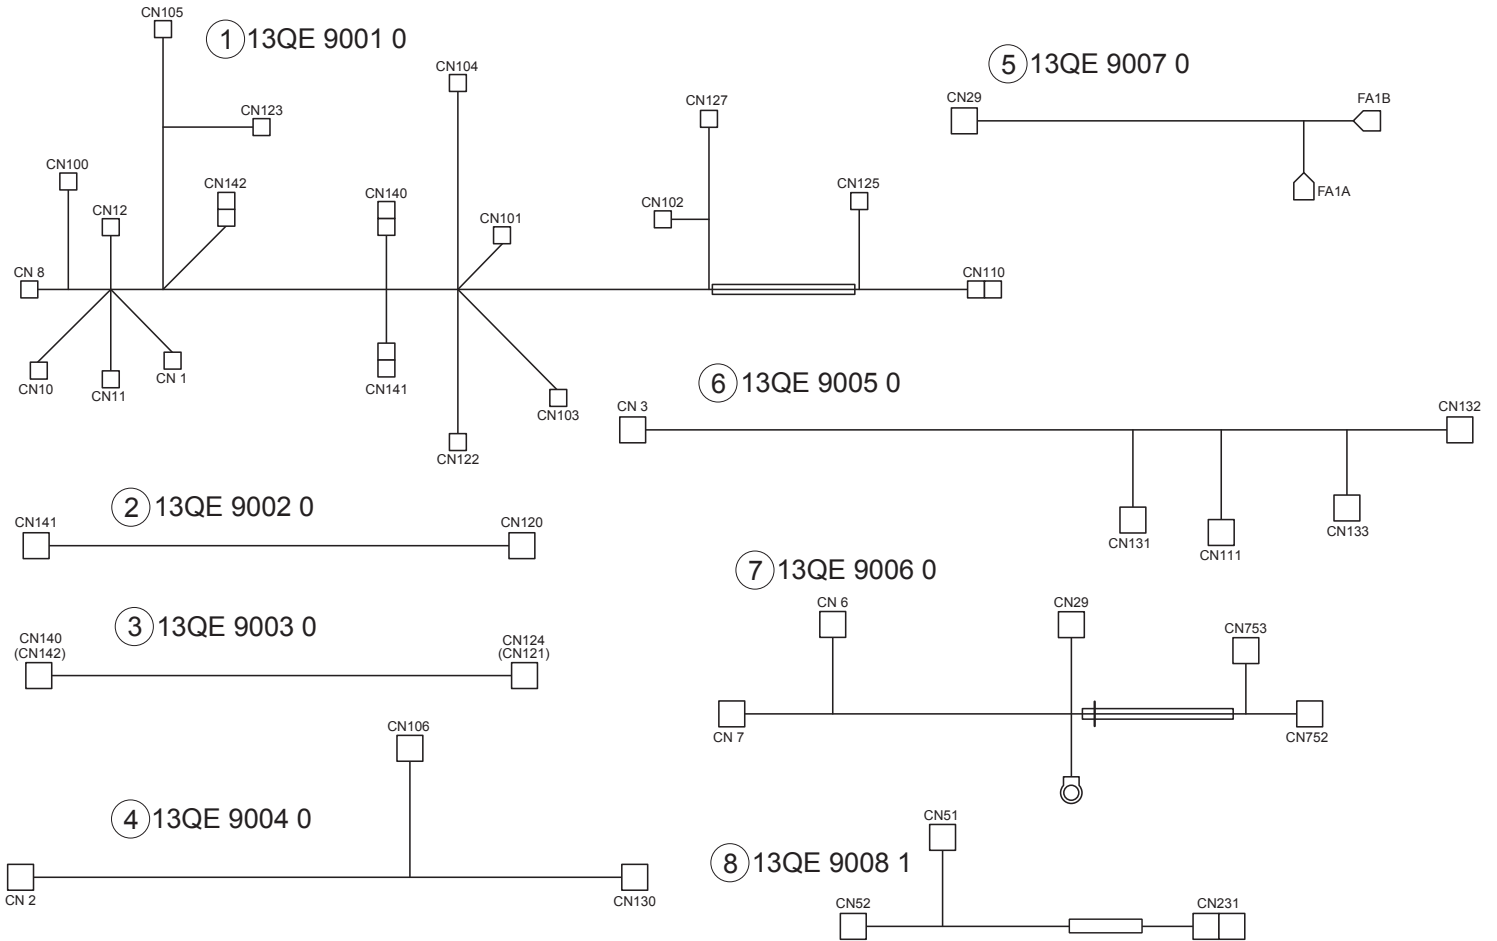 ① 13QE 9001 0
CN105
CN123
CN104
CN127
CN100
CN12
CN142
CN140
CN101
CN102
CN125
CN 8
CN110
CN10
CN11
CN 1
CN141
CN103
CN122
② 13QE 9002 0
CN141
CN120
③ 13QE 9003 0
CN140
(CN142)
CN124
(CN121)
④ 13QE 9004 0
CN106
CN 2
CN130
⑤ 13QE 9007 0
CN29
FA1B
FA1A
⑥ 13QE 9005 0
CN 3
CN132
CN131
CN111
CN133
⑦ 13QE 9006 0
CN 6
CN29
CN753
CN 7
CN752
⑧ 13QE 9008 1
CN51
CN52
CN231